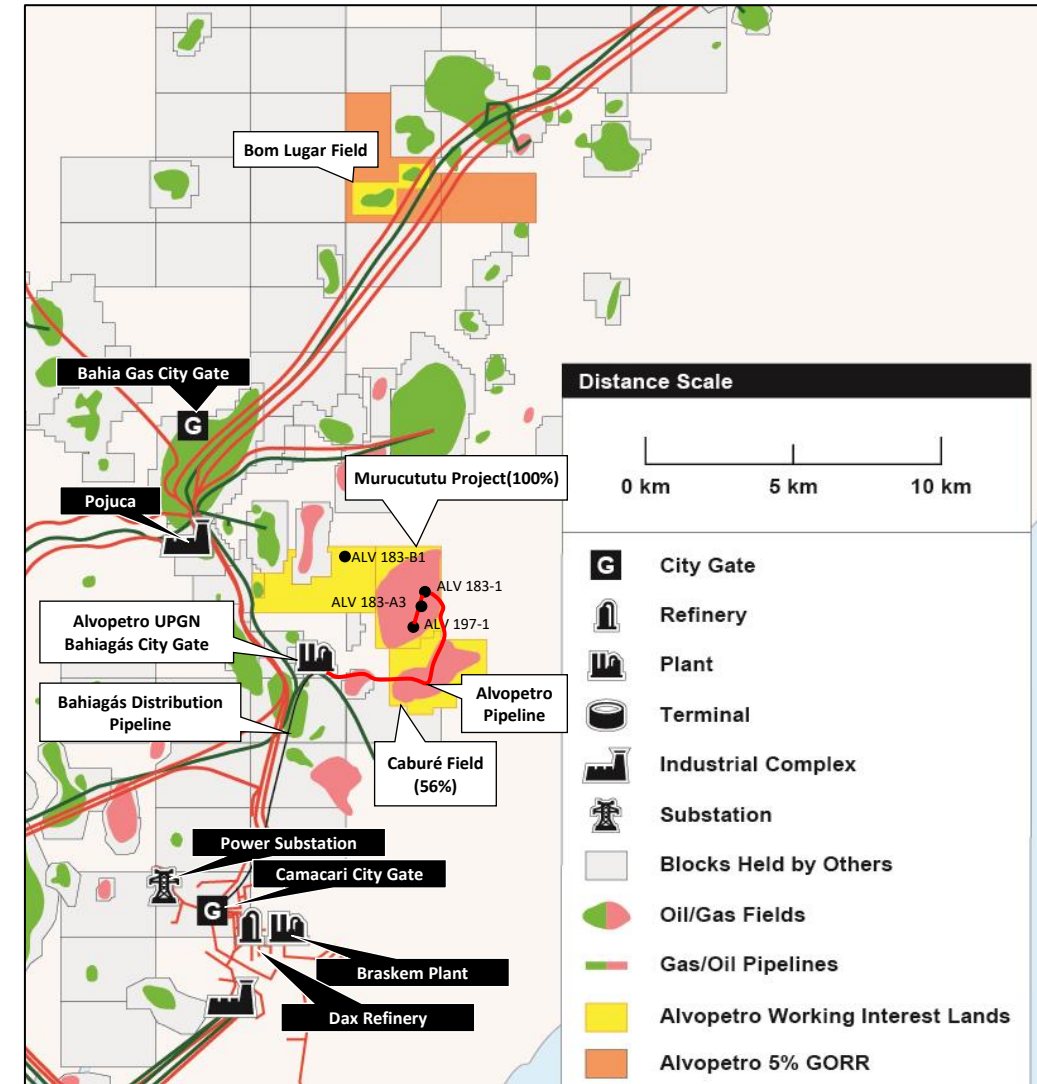 Bom Lugar Field
Bahia Gas City Gate
G
Pojuca
Murucututu Project(100%)
ALV 183-B1
ALV 183-1
ALV 183-A3
ALV 197-1
Alvopetro UPGN
Bahiagás City Gate
Bahiagás Distribution
Pipeline
Alvopetro
Pipeline
Caburé Field
(56%)
Power Substation
Camacari City Gate
G
Braskem Plant
Dax Refinery
Distance Scale
0 km
5 km
10 km
G
City Gate
Refinery
Plant
Terminal
Industrial Complex
Substation
Blocks Held by Others
Oil/Gas Fields
Gas/Oil Pipelines
Alvopetro Working Interest Lands
Alvopetro 5% GORR